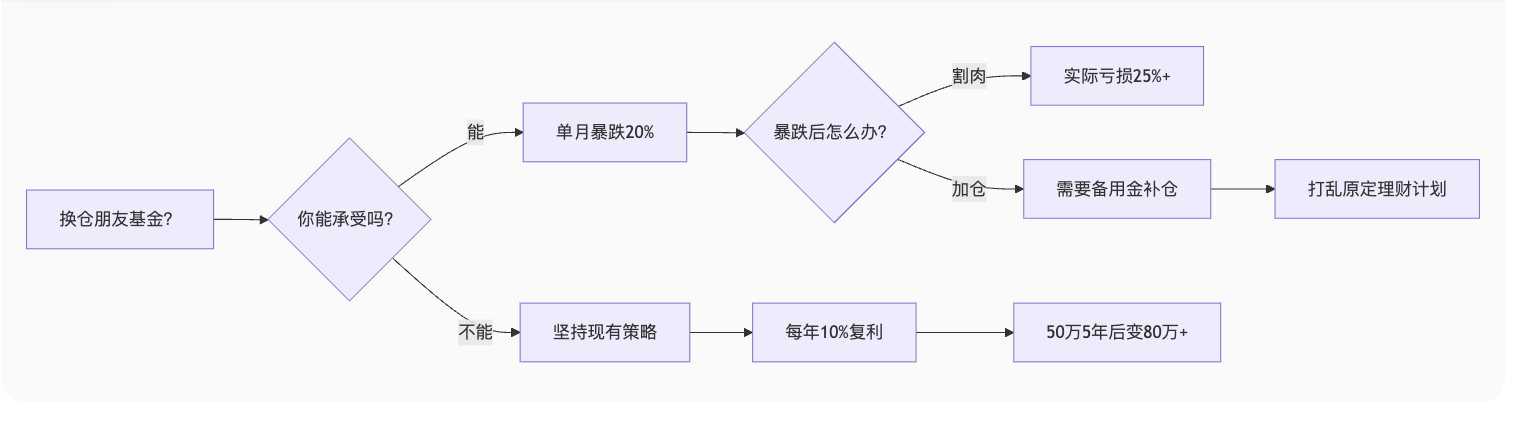 换仓朋友基金?
你能承受吗?
能
单月暴跌20%
暴跌后怎么办?
割肉
实际亏损25%+
加仓
需要备用金补仓
打乱原定理财计划
不能
坚持现有策略
每年10%复利
50万5年后变80万+